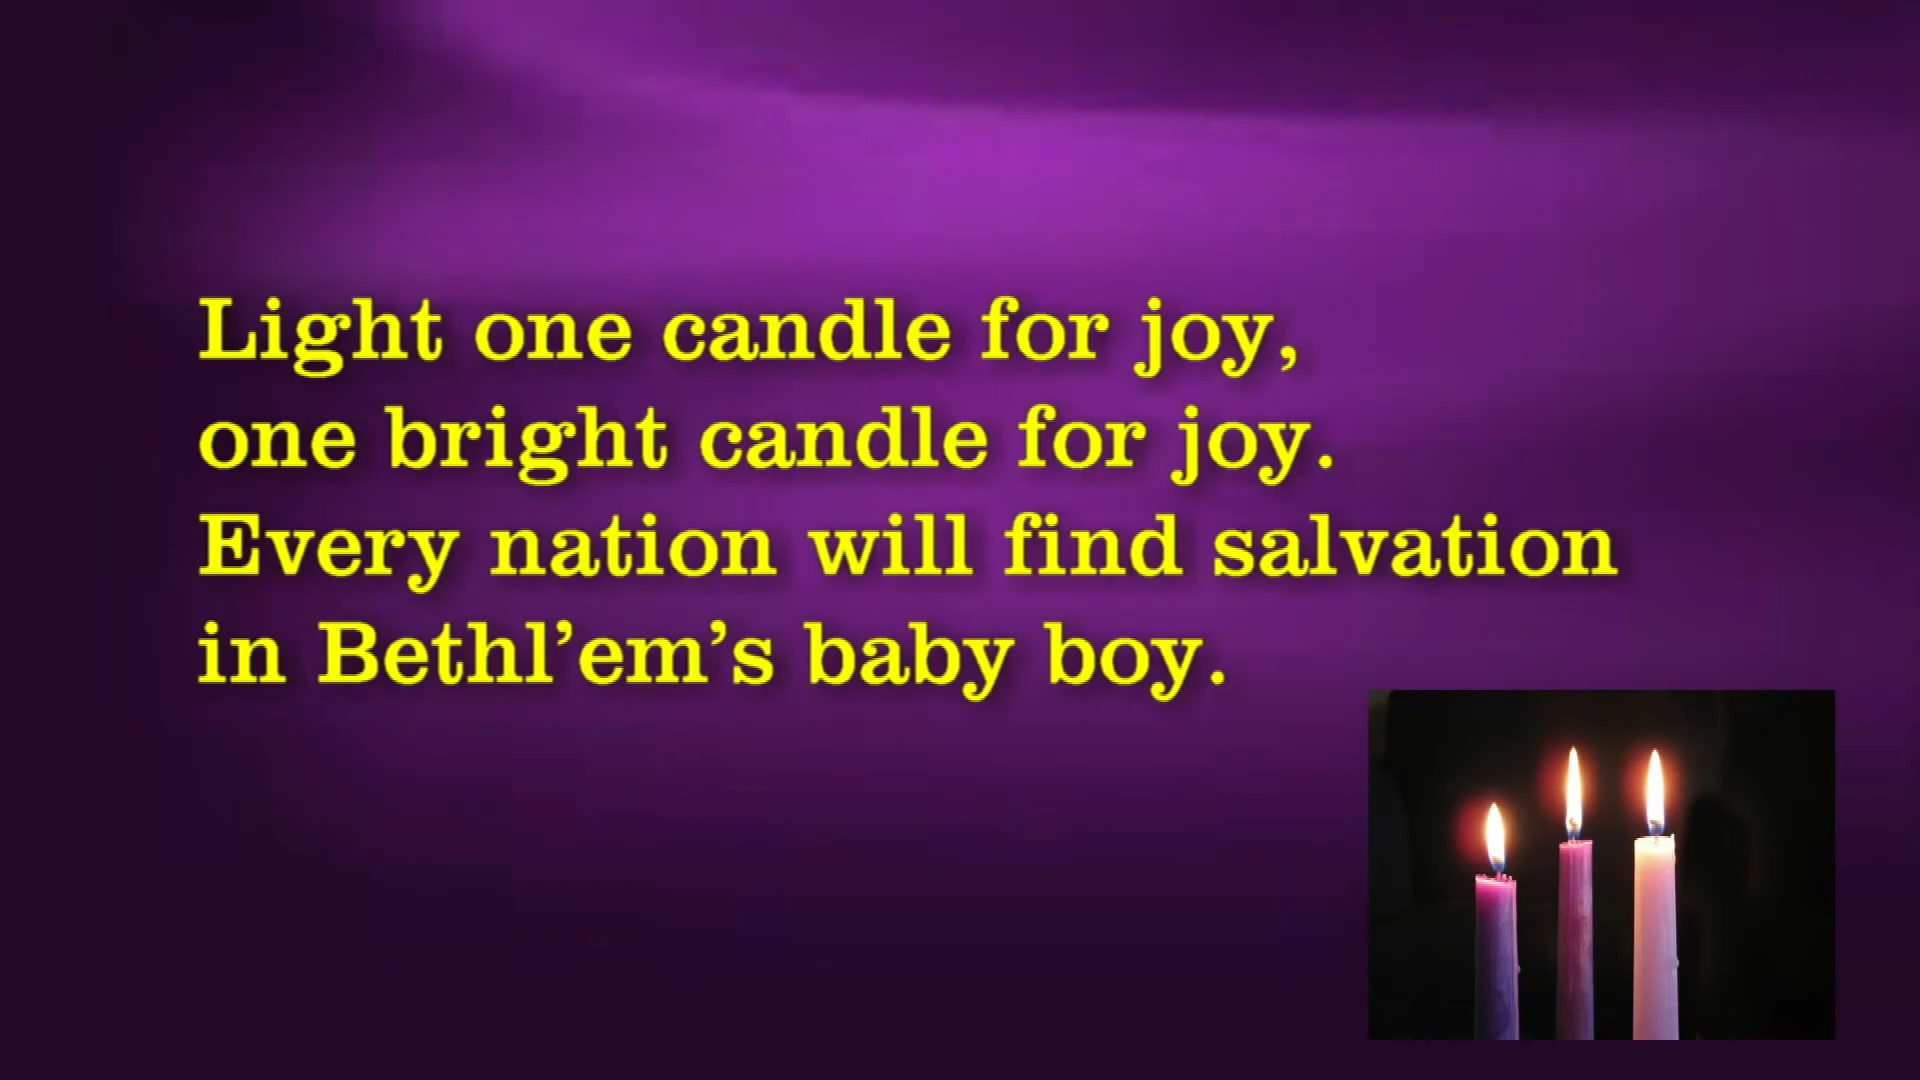 Light one candle for joy,
one bright candle for joy.
Every nation will find salvation
in Bethl’em’s baby boy.